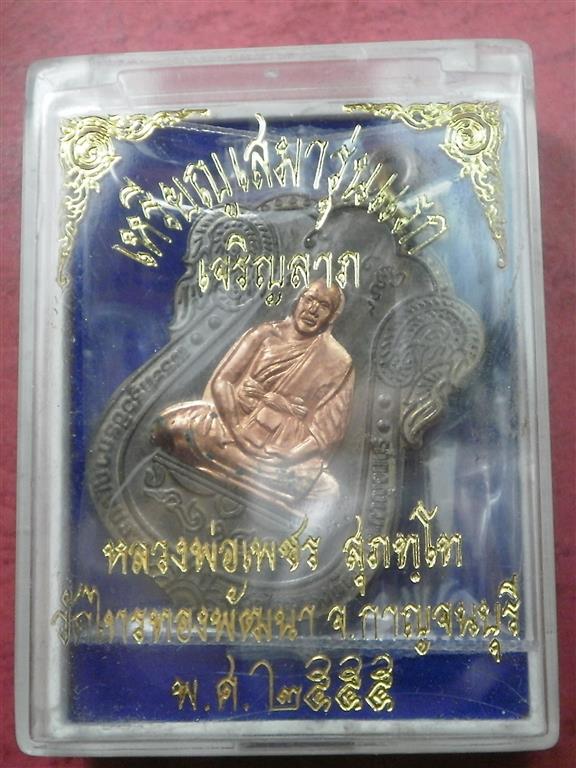 เหรียญเสมารุ่นแรก
เจริญลาภ
หลวงพ่อเพชร สุภทฺโท
วัดไทรทองพัฒนา จ.กาญจนบุรี
พ.ศ. ๒๕๕๕